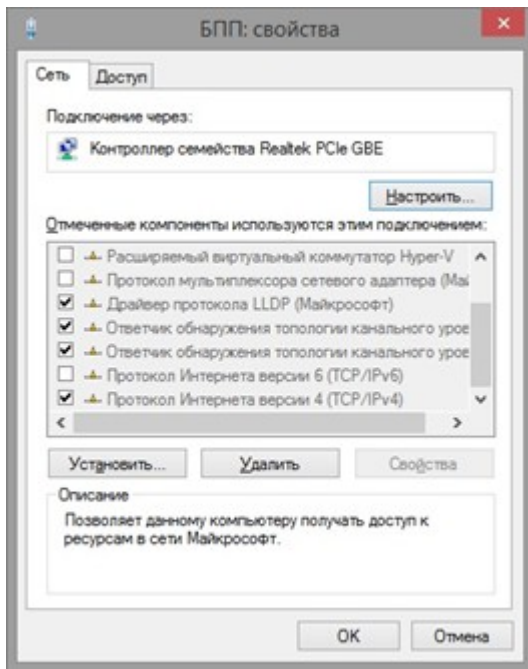 БПП: свойства
Сеть
Доступ
Подключение через:
Контроллер семейства Realtek PCIe GBE
Настроить...
Отмеченные компоненты используются этим подключением:
Расширяемый виртуальный коммутатор Hyper-V
Протокол мультиплексора сетевого адаптера (Май
Драйвер протокола LLDP (Майкрософт)
Ответчик обнаружения топологии канального уров
Ответчик обнаружения топологии канального уров
Протокол Интернета версии 6 (TCP/IPv6)
Протокол Интернета версии 4 (TCP/IPv4)
Установить...
Удалить
Свойства
Описание
Позволяет данному компьютеру получать доступ к
ресурсам в сети Майкрософт.
OK
Отмена